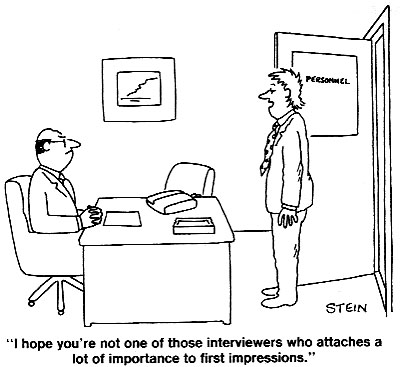 PERSONNEL
STEIN
"I hope you're not one of those interviewers who attaches a
lot of importance to first impressions."